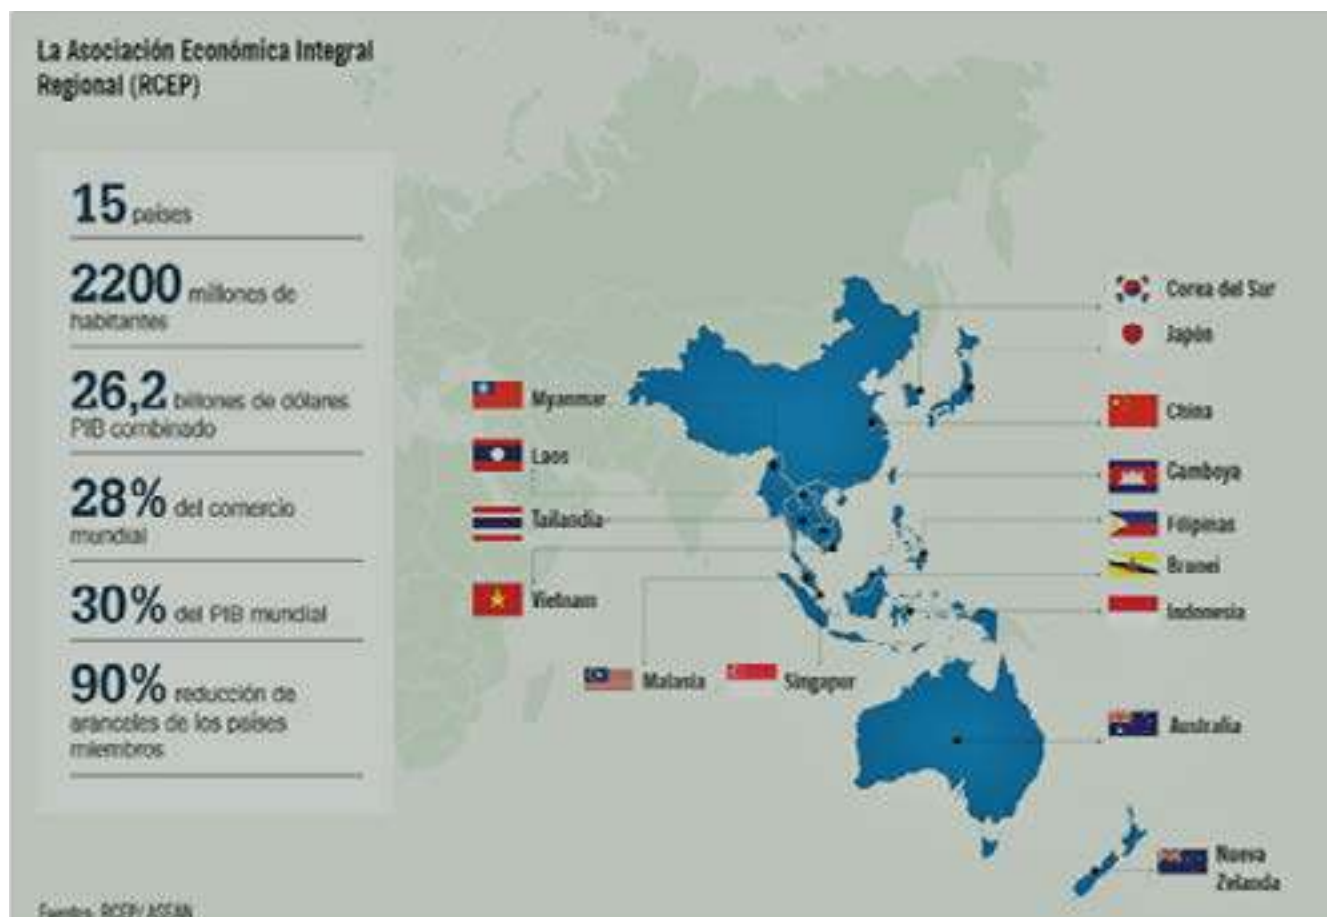 La Asociación Económica Integral
Regional (RCEP)
15 países
2200 millones de
habitantes
26,2 billones de dólares
PIB combinado
28% del comercio
mundial
30% del PIB mundial
90% reducción de
aranceles de los países
miembros
Corea del Sur
Japón
China
Camboya
Filipinas
Brunei
Indonesia
Myanmar
Laos
Tailandia
Vietnam
Malasia
Singapur
Australia
Nueva
Zelanda
Fuentes: RCEP/ ASEAN